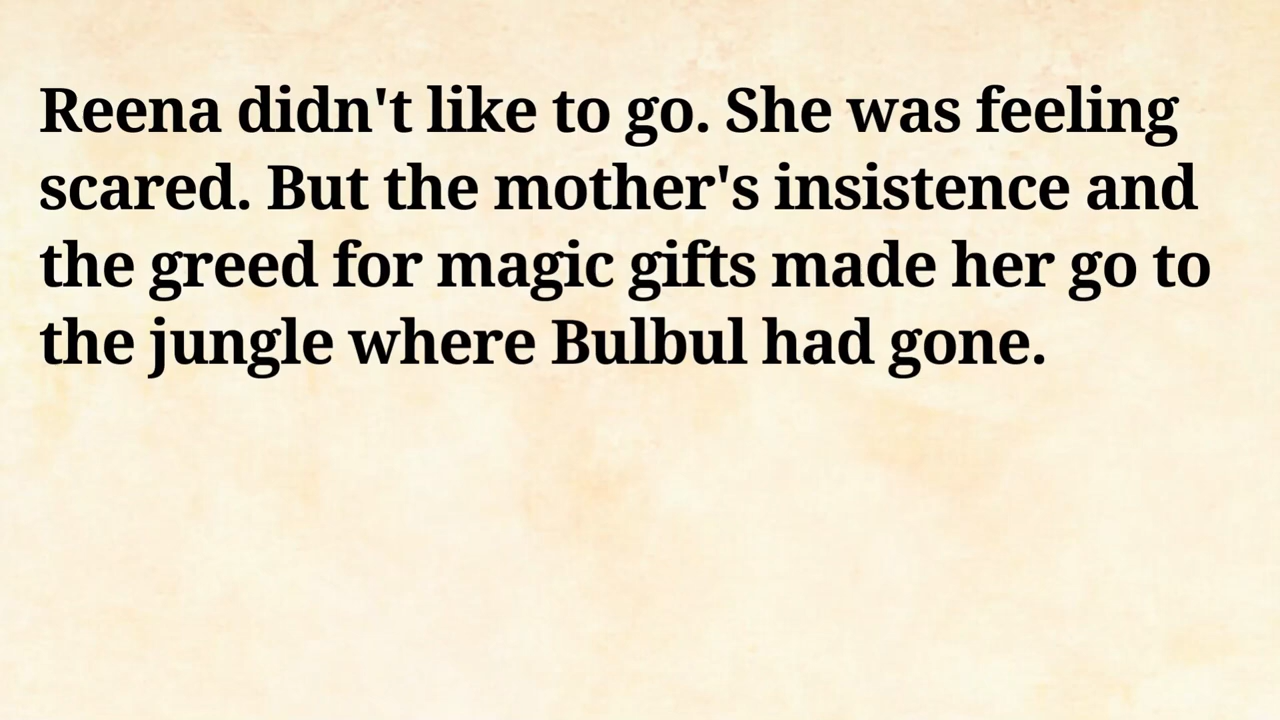 Reena didn't like to go. She was feeling
scared. But the mother's insistence and
the greed for magic gifts made her go to
the jungle where Bulbul had gone.